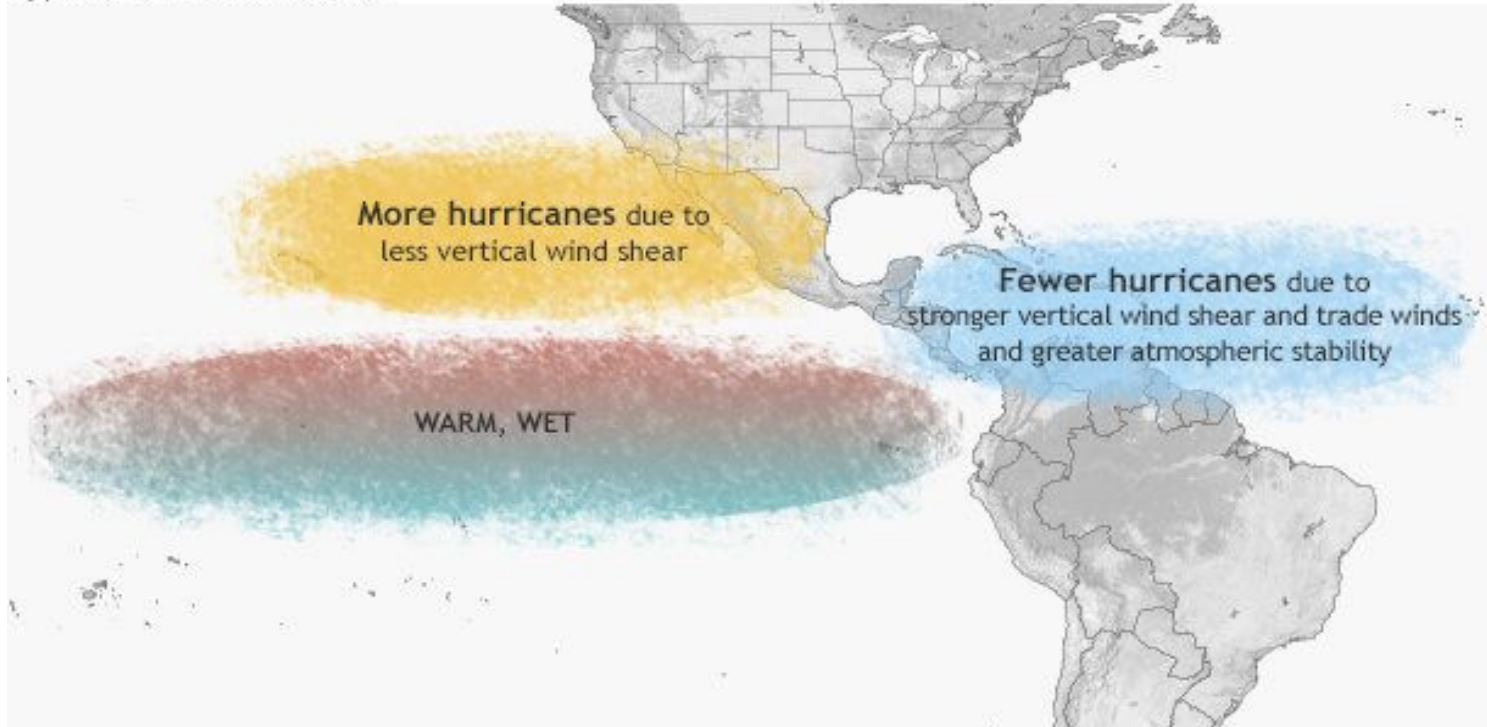 More hurricanes due to
less vertical wind shear
Fewer hurricanes due to
stronger vertical wind shear and trade winds
and greater atmospheric stability
WARM, WET